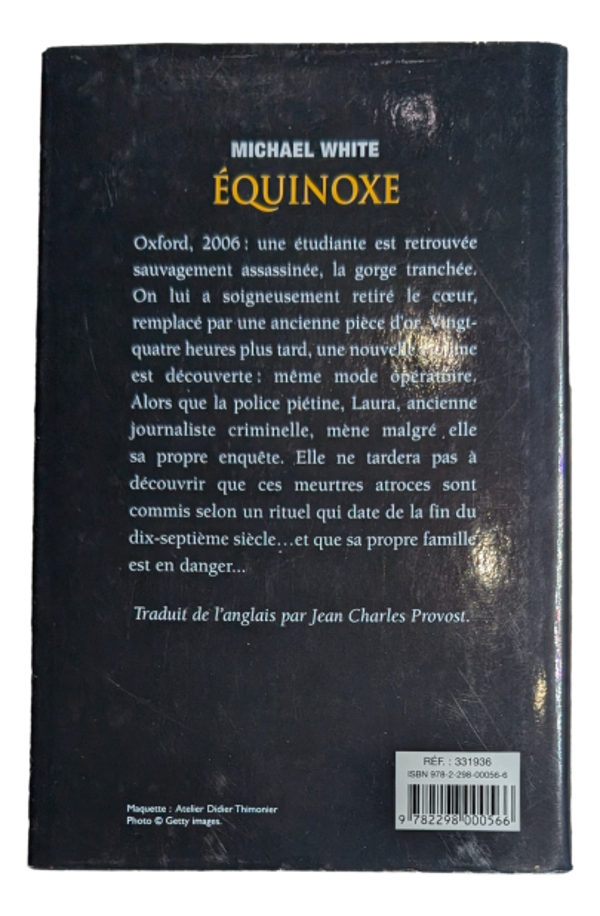 MICHAEL WHITE
ÉQUINOXE
Oxford, 2006 : une étudiante est retrouvée
sauvagement assassinée, la gorge tranchée.
On lui a soigneusement retiré le cœur,
remplacé par une ancienne pièce d'or. Vingt-
quatre heures plus tard, une nouvelle victime
est découverte : même mode opératoire.
Alors que la police piétine, Laura, ancienne
journaliste criminelle, mène malgré elle
sa propre enquête. Elle ne tardera pas à
découvrir que ces meurtres atroces sont
commis selon un rituel qui date de la fin du
dix-septième siècle...et que sa propre famille
est en danger...
Traduit de l'anglais par Jean Charles Provost.
RÉF. : 331936
ISBN 978-2-298-00056-6
9 782298 000566
Maquette : Atelier Didier Thimonier
Photo © Getty images.